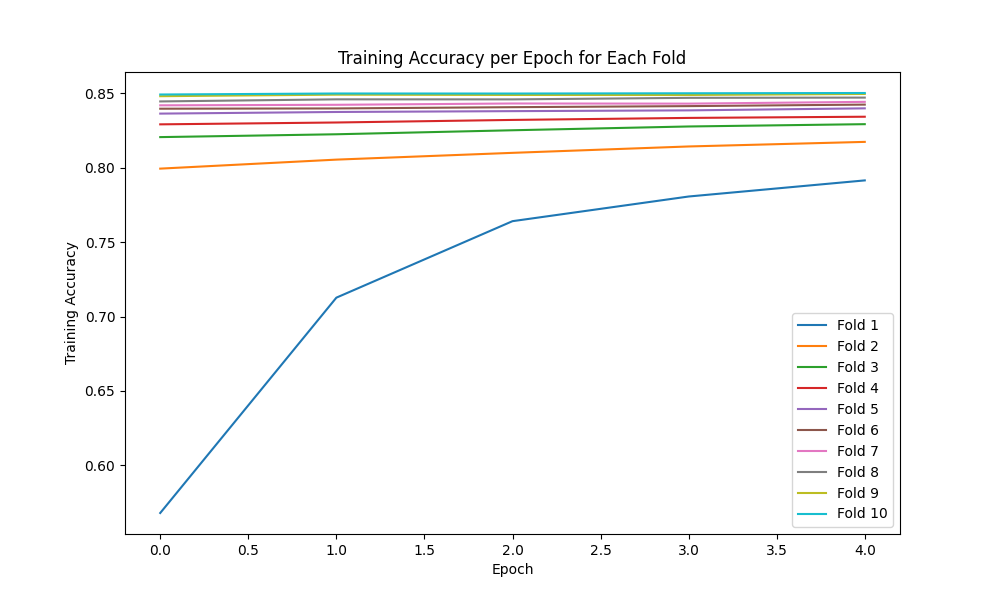 Training Accuracy per Epoch for Each Fold
Training Accuracy
0.85
0.80
0.75
0.70
0.65
0.60
0.0 0.5 1.0 1.5 2.0 2.5 3.0 3.5 4.0
Epoch
Fold 1
Fold 2
Fold 3
Fold 4
Fold 5
Fold 6
Fold 7
Fold 8
Fold 9
Fold 10